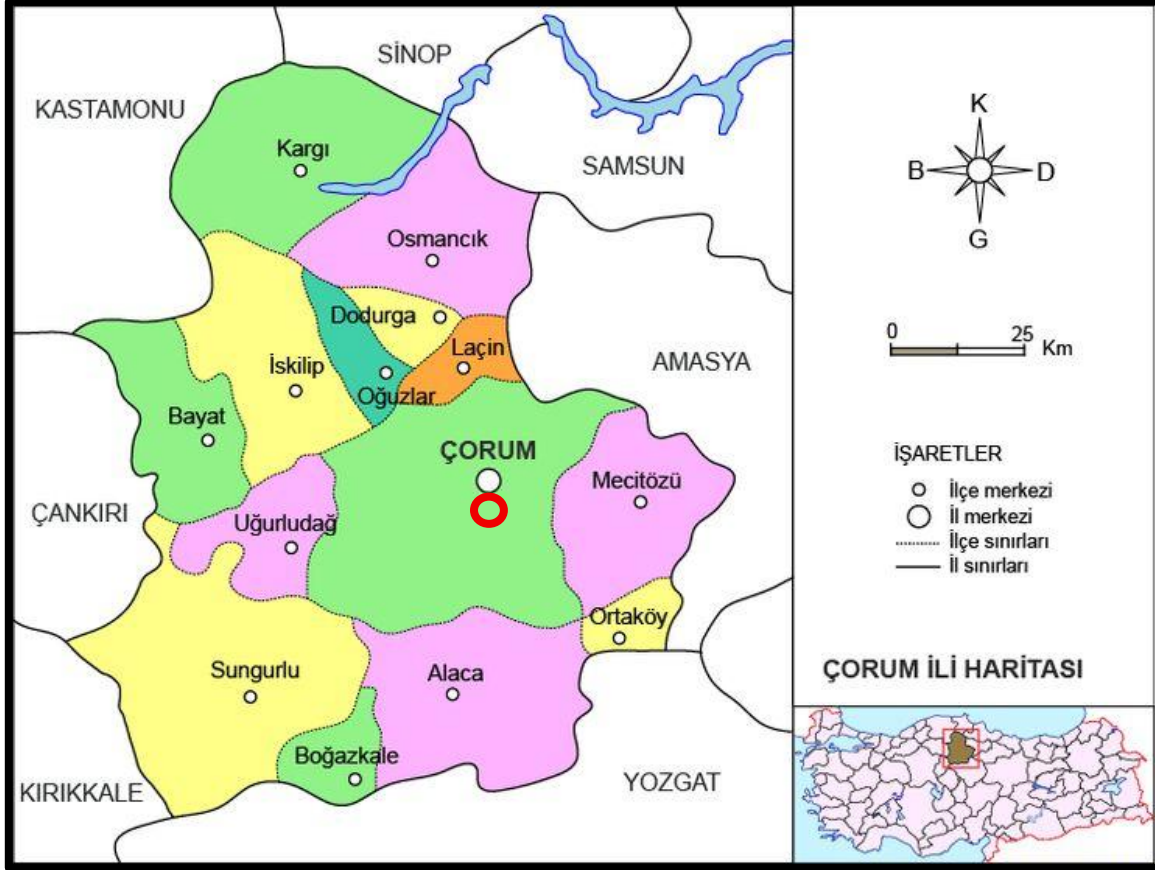 SİNOP
KASTAMONU
Kargı
SAMSUN
Osmancık
Dodurga
Laçin
AMASYA
İskilip
Oğuzlar
Bayat
ÇORUM
Mecitözü
ÇANKIRI
Uğurludağ
Ortaköy
Sungurlu
Alaca
Boğazkale
KIRIKKALE
YOZGAT
K
B
D
G
0
25
Km
İŞARETLER
İlçe merkezi
İl merkezi
İlçe sınırları
İl sınırları
ÇORUM İLİ HARİTASI